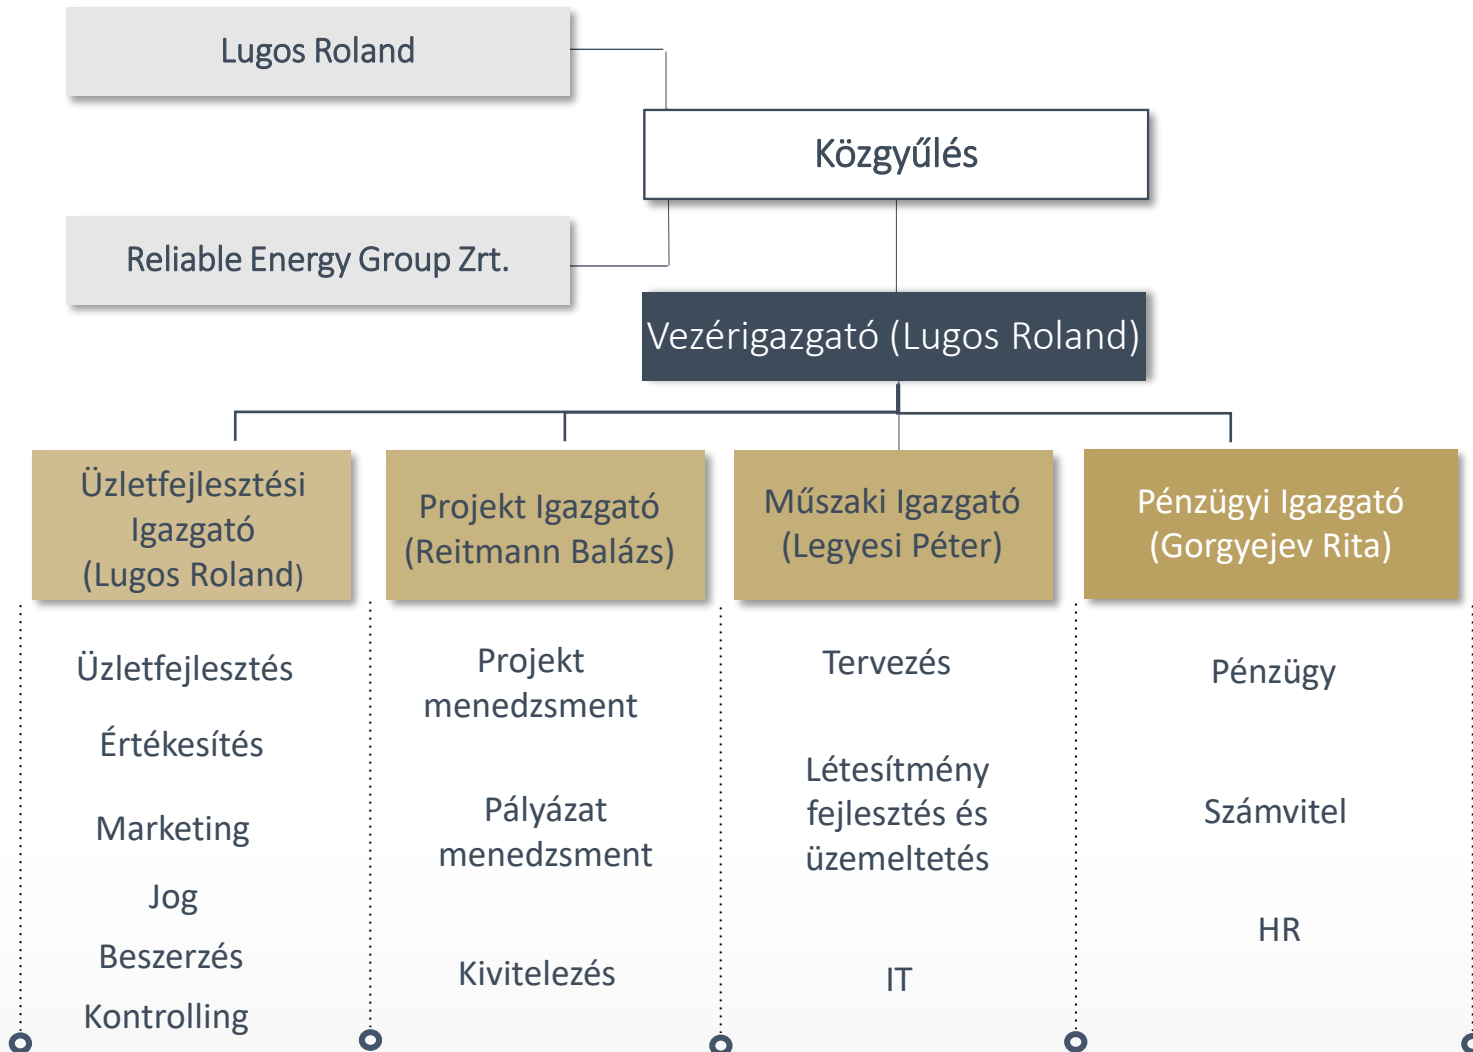 Lugos Roland
Közgyűlés
Reliable Energy Group Zrt.
Vezérigazgató (Lugos Roland)
Üzletfejlesztési
Igazgató
(Lugos Roland)
Projekt Igazgató
(Reitmann Balázs)
Műszaki Igazgató
(Legyesi Péter)
Pénzügyi Igazgató
(Gorgyejev Rita)
Üzletfejlesztés
Értékesítés
Marketing
Jog
Beszerzés
Kontrolling
Projekt
menedzsment
Pályázat
menedzsment
Kivitelezés
Tervezés
Létesítmény
fejlesztés és
üzemeltetés
IT
Pénzügy
Számvitel
HR